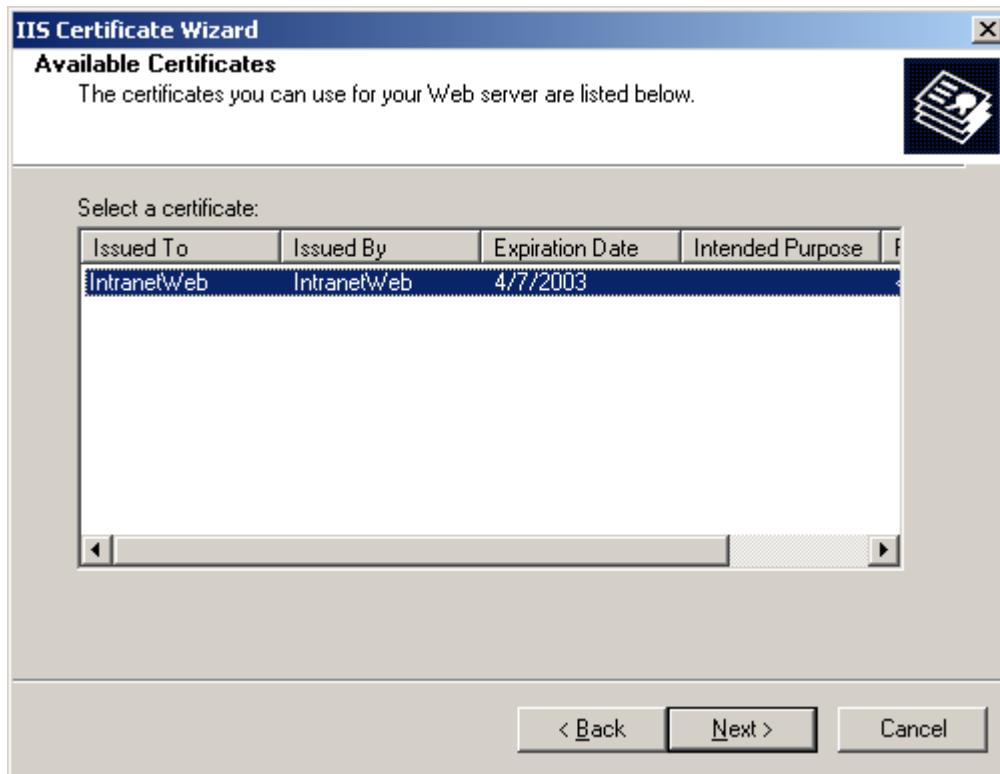 IIS Certificate Wizard
Available Certificates
The certificates you can use for your Web server are listed below.
Select a certificate:
Issued To Issued By Expiration Date Intended Purpose
IntranetWeb IntranetWeb 4/7/2003
< Back Next > Cancel